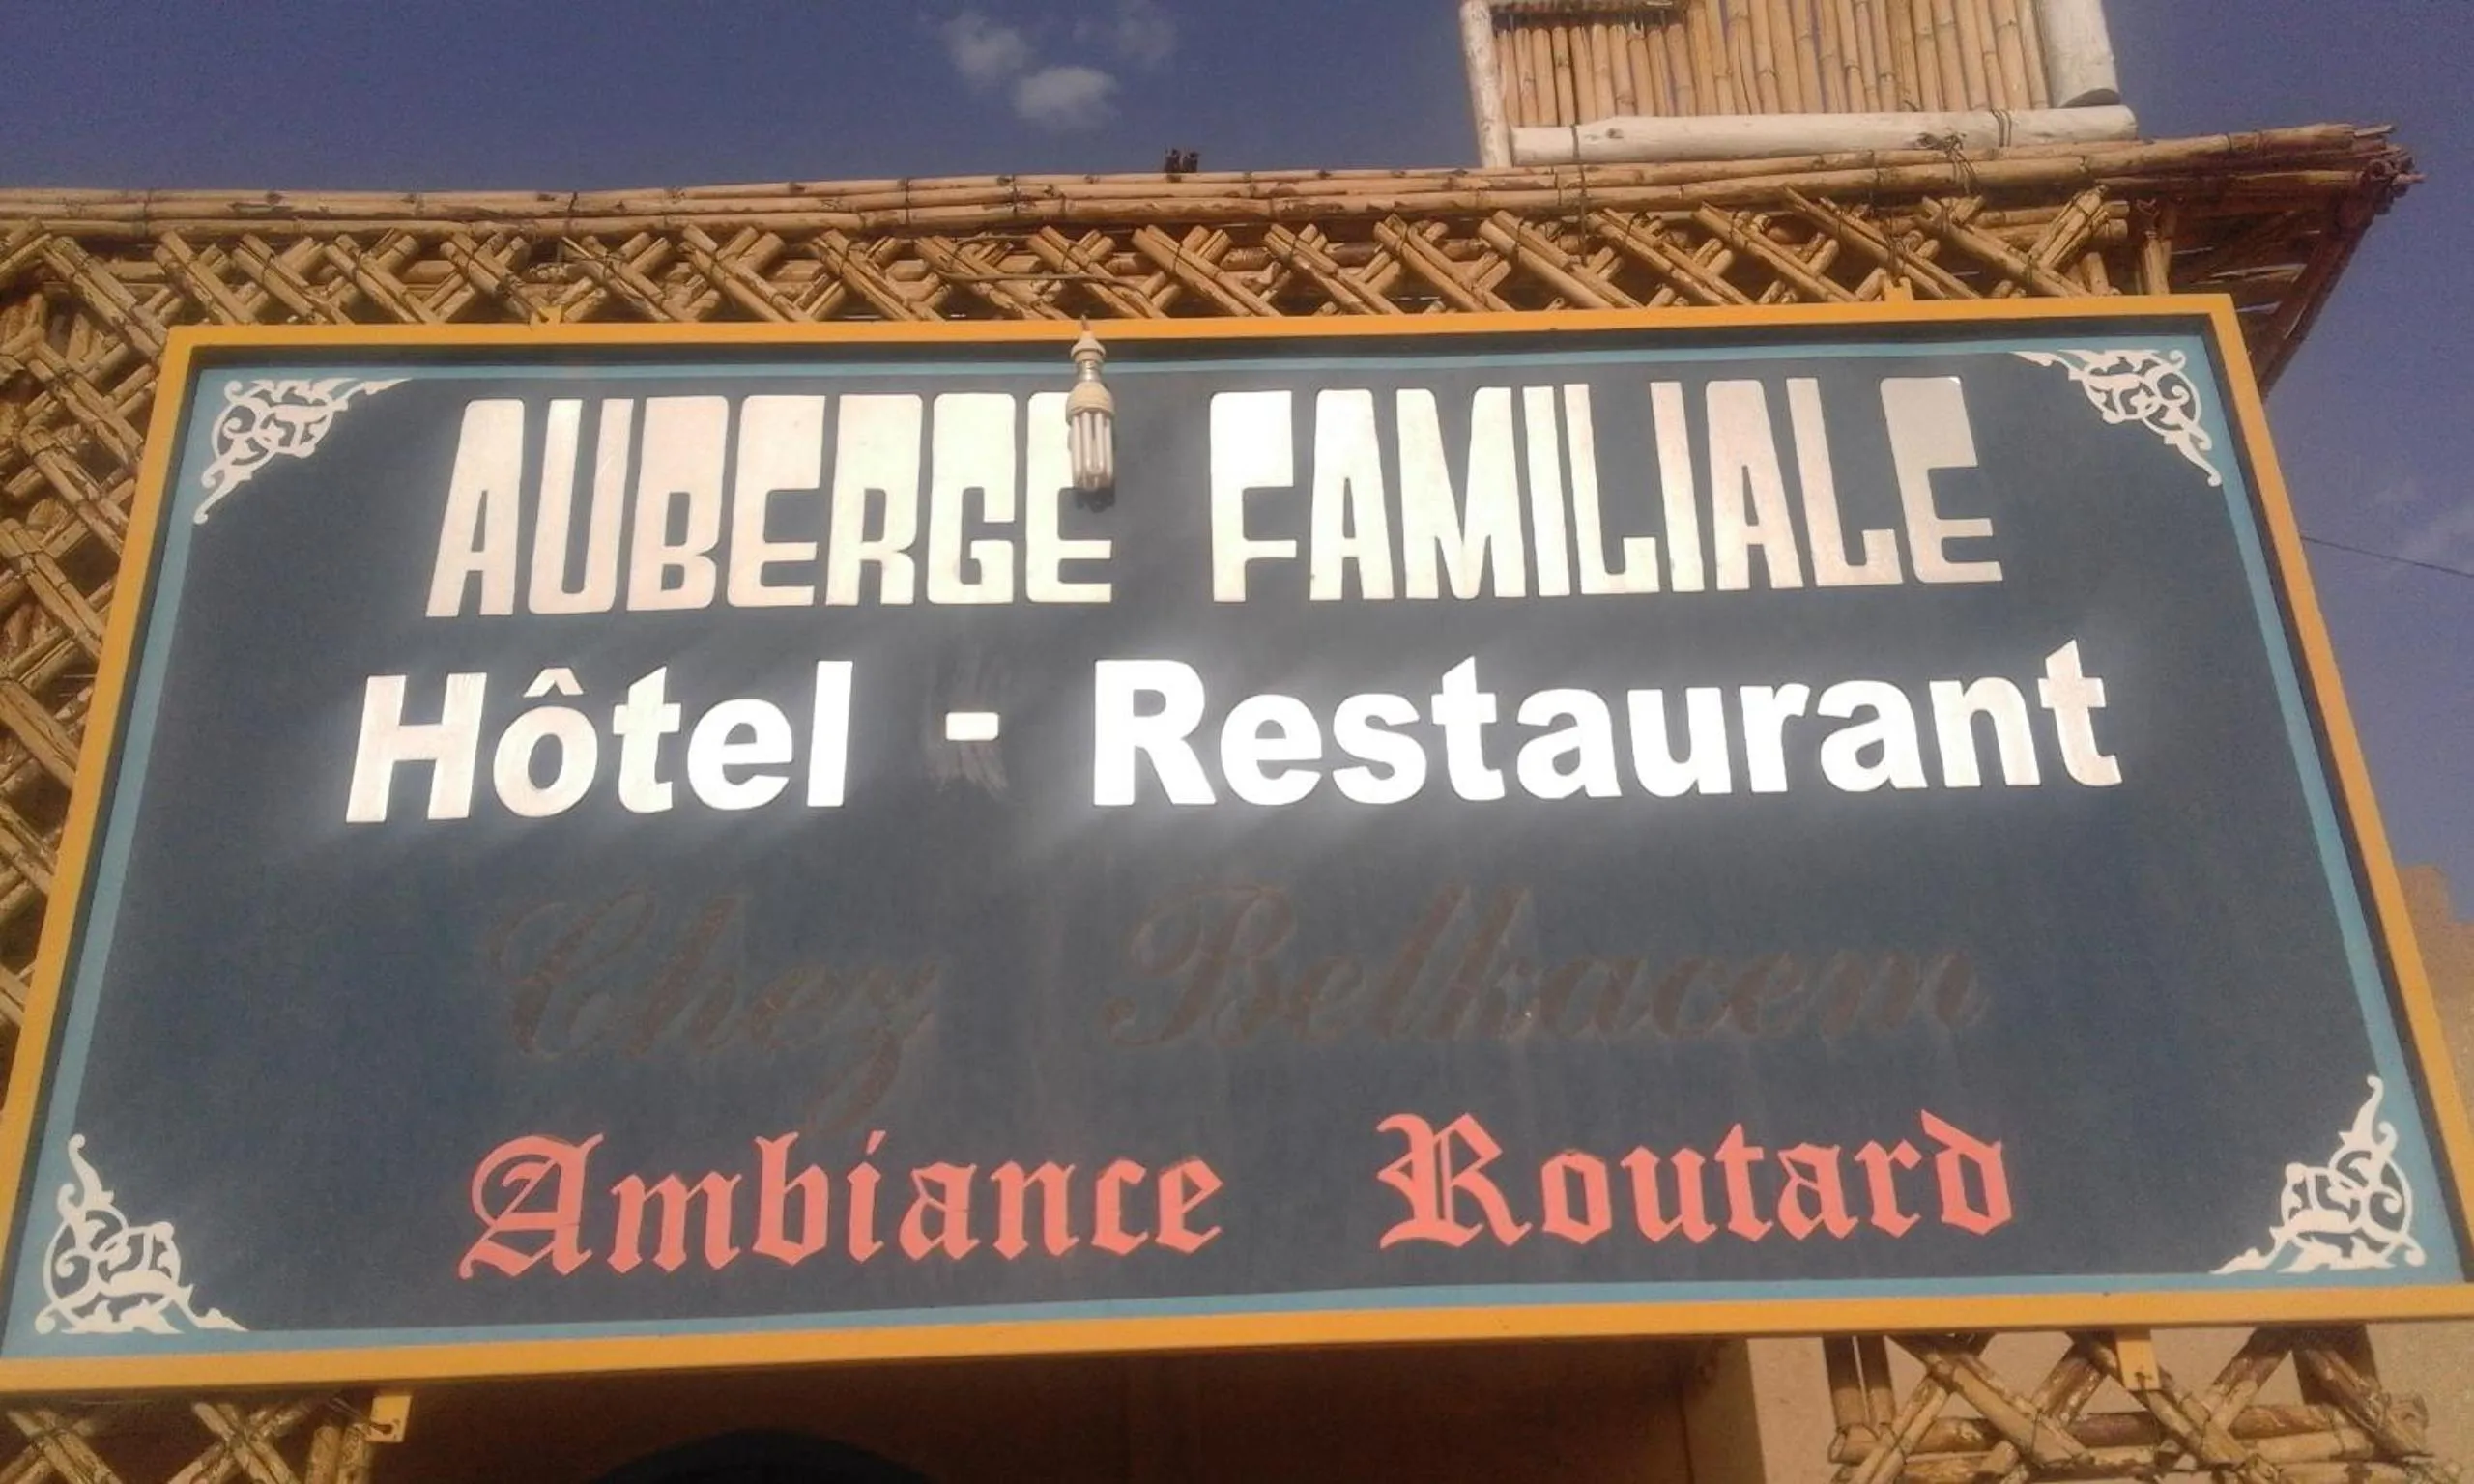 AUBERGE FAMILIALE
Hôtel - Restaurant
Chez Belkacem
Ambiance Routard